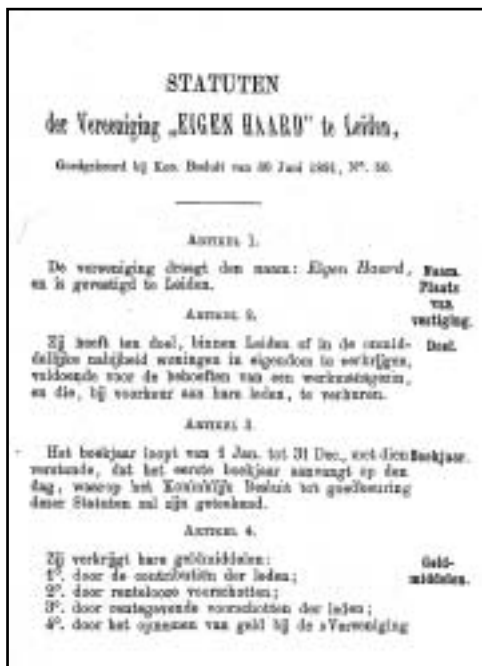 STATUTEN
der Vereeniging „EIGEN HAARD” te Leiden,
Goedgekeurd bij Kon. Besluit van 30 Juni 1891, N°. 50.
ARTIKEL 1.
De vereeniging draagt den naam: Eigen Haard,
en is gevestigd te Leiden.
Naam.
Plaats
van
vestiging.
ARTIKEL 2.
Zij heeft ten doel, binnen Leiden of in de onmid-
dellijke nabijheid woningen in eigendom te verkrijgen,
voldoende voor de behoeften van een werkmansgezin,
en die, bij voorkeur aan hare leden, te verhuren.
Doel.
ARTIKEL 3.
Het boekjaar loopt van 1 Jan. tot 31 Dec., met dien
verstande, dat het eerste boekjaar aanvangt op den
dag, waarop het Koninklijk Besluit tot goedkeuring
dezer Statuten zal zijn geteekend.
Boekjaar.
ARTIKEL 4.
Zij verkrijgt hare geldmiddelen:
1°. door de contributiën der leden;
2°. door rentelooze voorschotten;
3°. door rentegevende voorschotten der leden;
4°. door het opnemen van geld bij de »Vereeniging
Geld-
middelen.